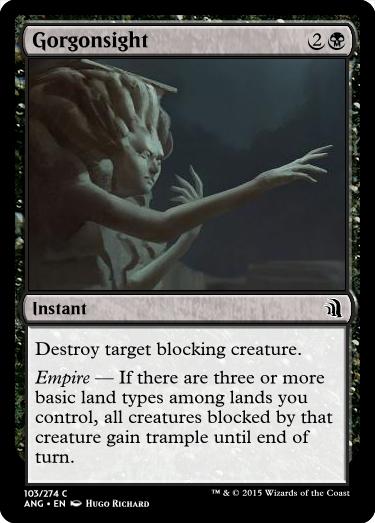 Gorgonsight 2
Instant
Destroy target blocking creature.
Empire — If there are three or more
basic land types among lands you
control, all creatures blocked by that
creature gain trample until end of
turn.
103/274 C
ANG • EN Hugo Richard
™ & © 2015 Wizards of the Coast